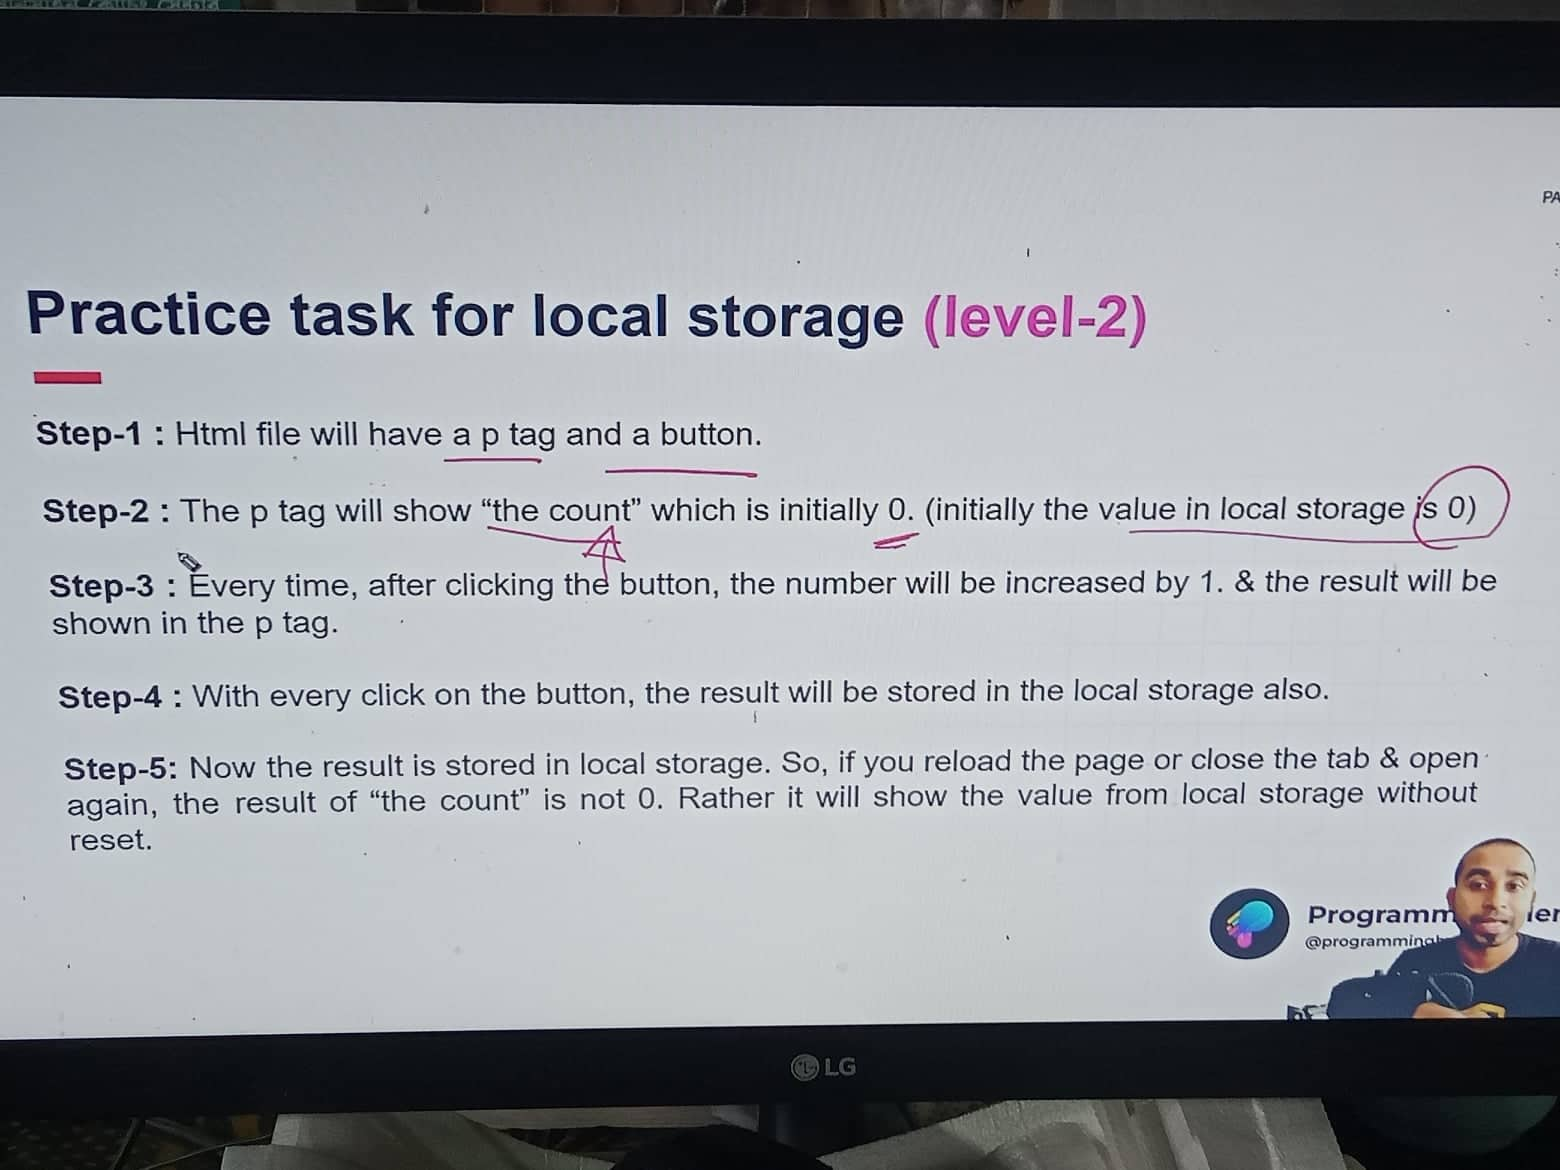 PA
Practice task for local storage (level-2)
Step-1 : Html file will have a p tag and a button.
Step-2 : The p tag will show “the count” which is initially 0. (initially the value in local storage is 0)
Step-3 : Every time, after clicking the button, the number will be increased by 1. & the result will be
shown in the p tag.
Step-4 : With every click on the button, the result will be stored in the local storage also.
Step-5: Now the result is stored in local storage. So, if you reload the page or close the tab & open
again, the result of “the count” is not 0. Rather it will show the value from local storage without
reset.
LG